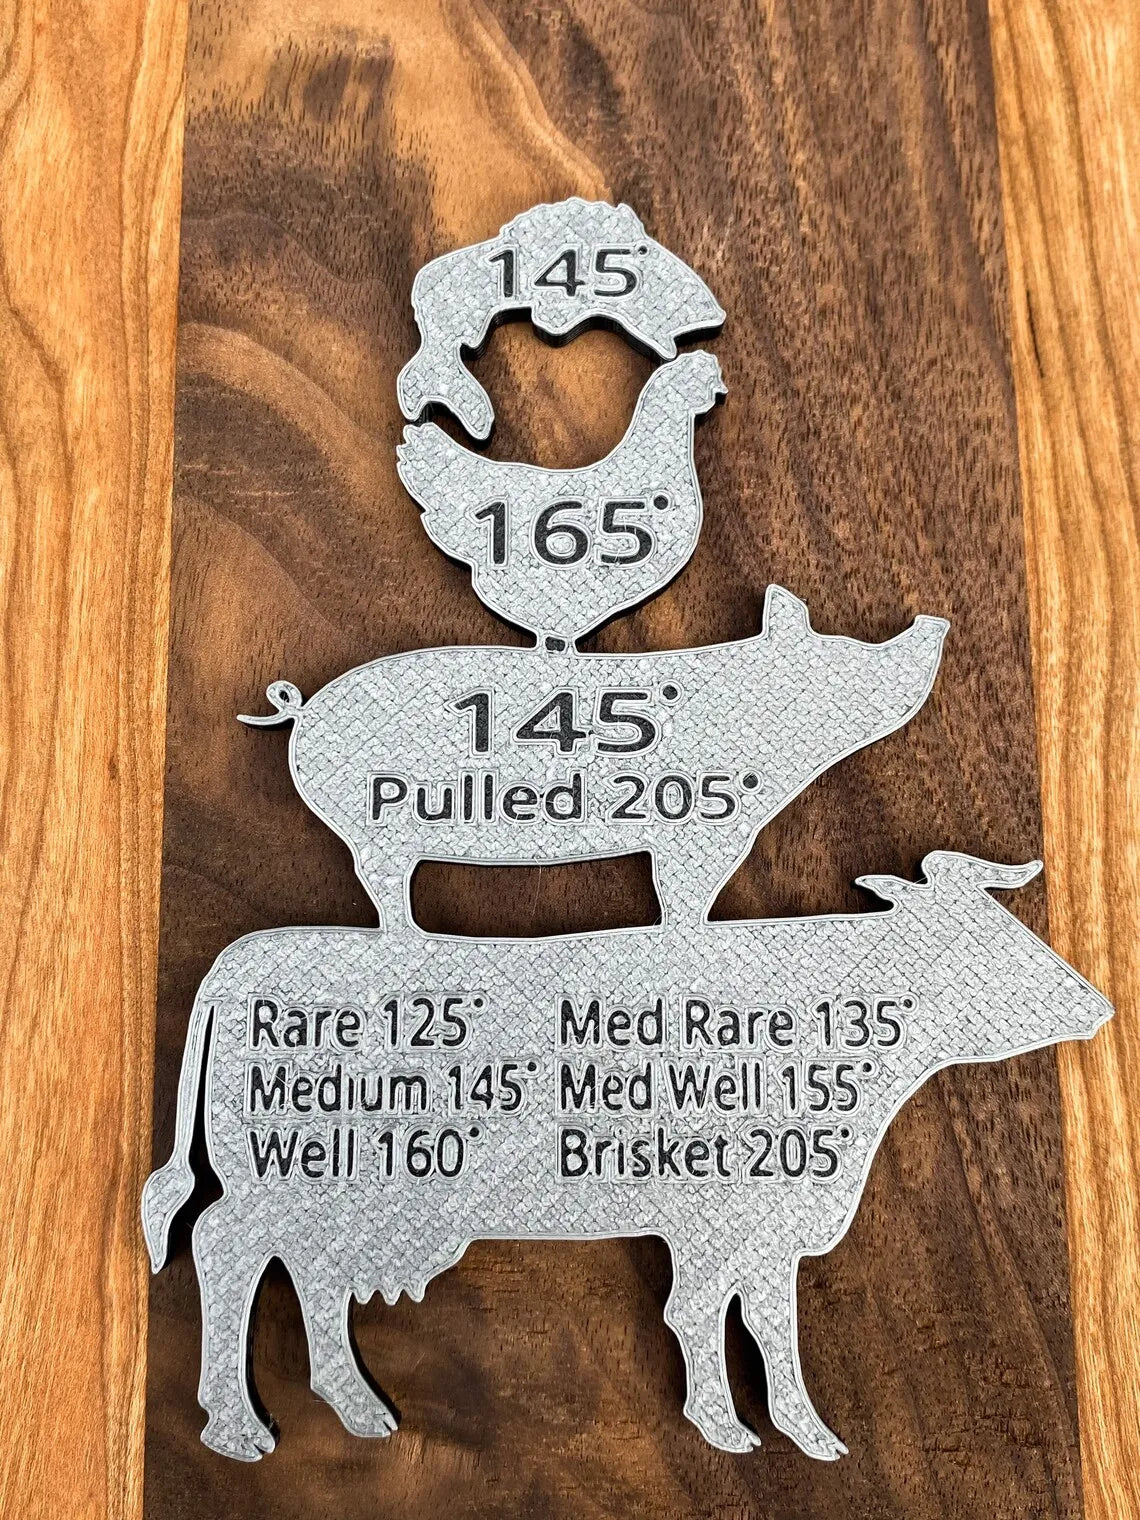 145°
165°
145°
Pulled 205°
Rare 125° Med Rare 135°
Medium 145° Med Well 155°
Well 160° Brisket 205°